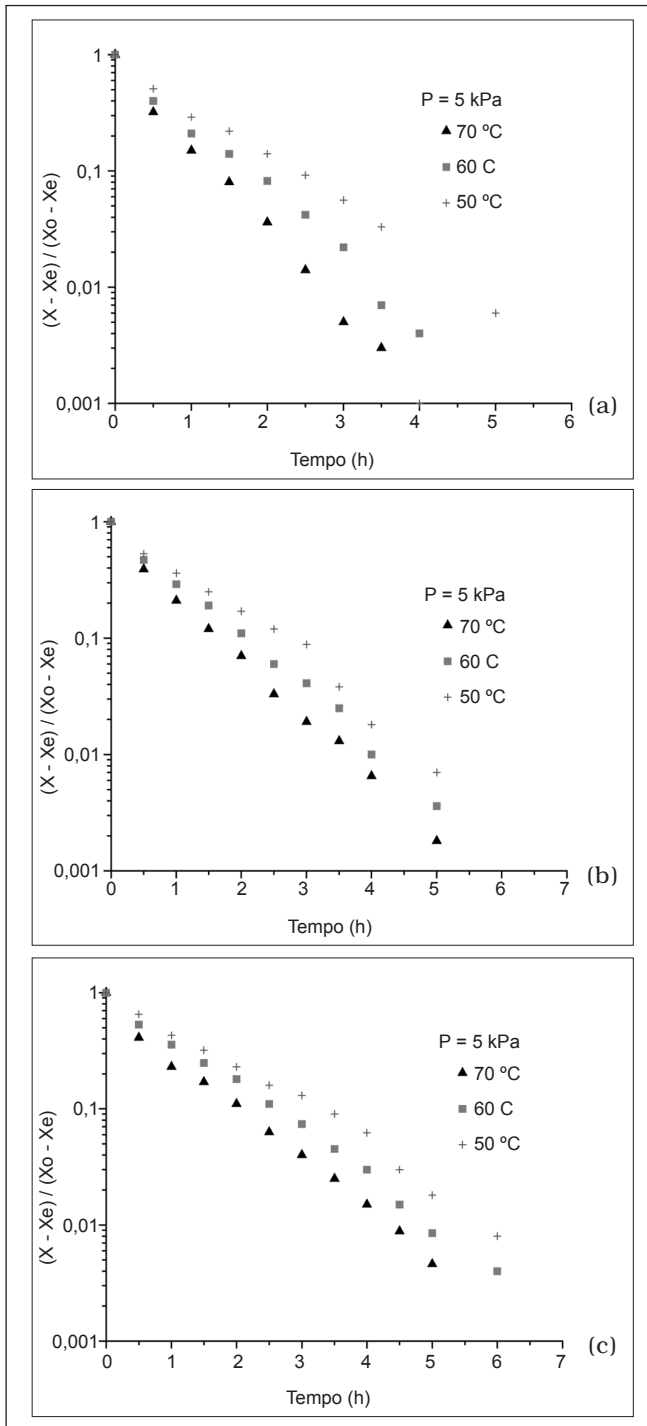 1
0,1
0,01
0,001
(X - Xe) / (Xo - Xe)
P = 5 kPa
70 ºC
60 C
50 ºC
0 1 2 3 4 5 6
Tempo (h)
(a)
1
0,1
0,01
0,001
(X - Xe) / (Xo - Xe)
P = 5 kPa
70 ºC
60 C
50 ºC
0 1 2 3 4 5 6 7
Tempo (h)
(b)
1
0,1
0,01
0,001
(X - Xe) / (Xo - Xe)
P = 5 kPa
70 ºC
60 C
50 ºC
0 1 2 3 4 5 6 7
Tempo (h)
(c)